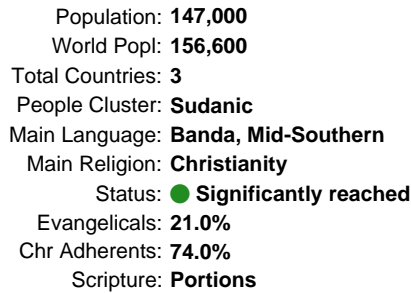 Population: 147,000
World Popl: 156,600
Total Countries: 3
People Cluster: Sudanic
Main Language: Banda, Mid-Southern
Main Religion: Christianity
Status: Significantly reached
Evangelicals: 21.0%
Chr Adherents: 74.0%
Scripture: Portions